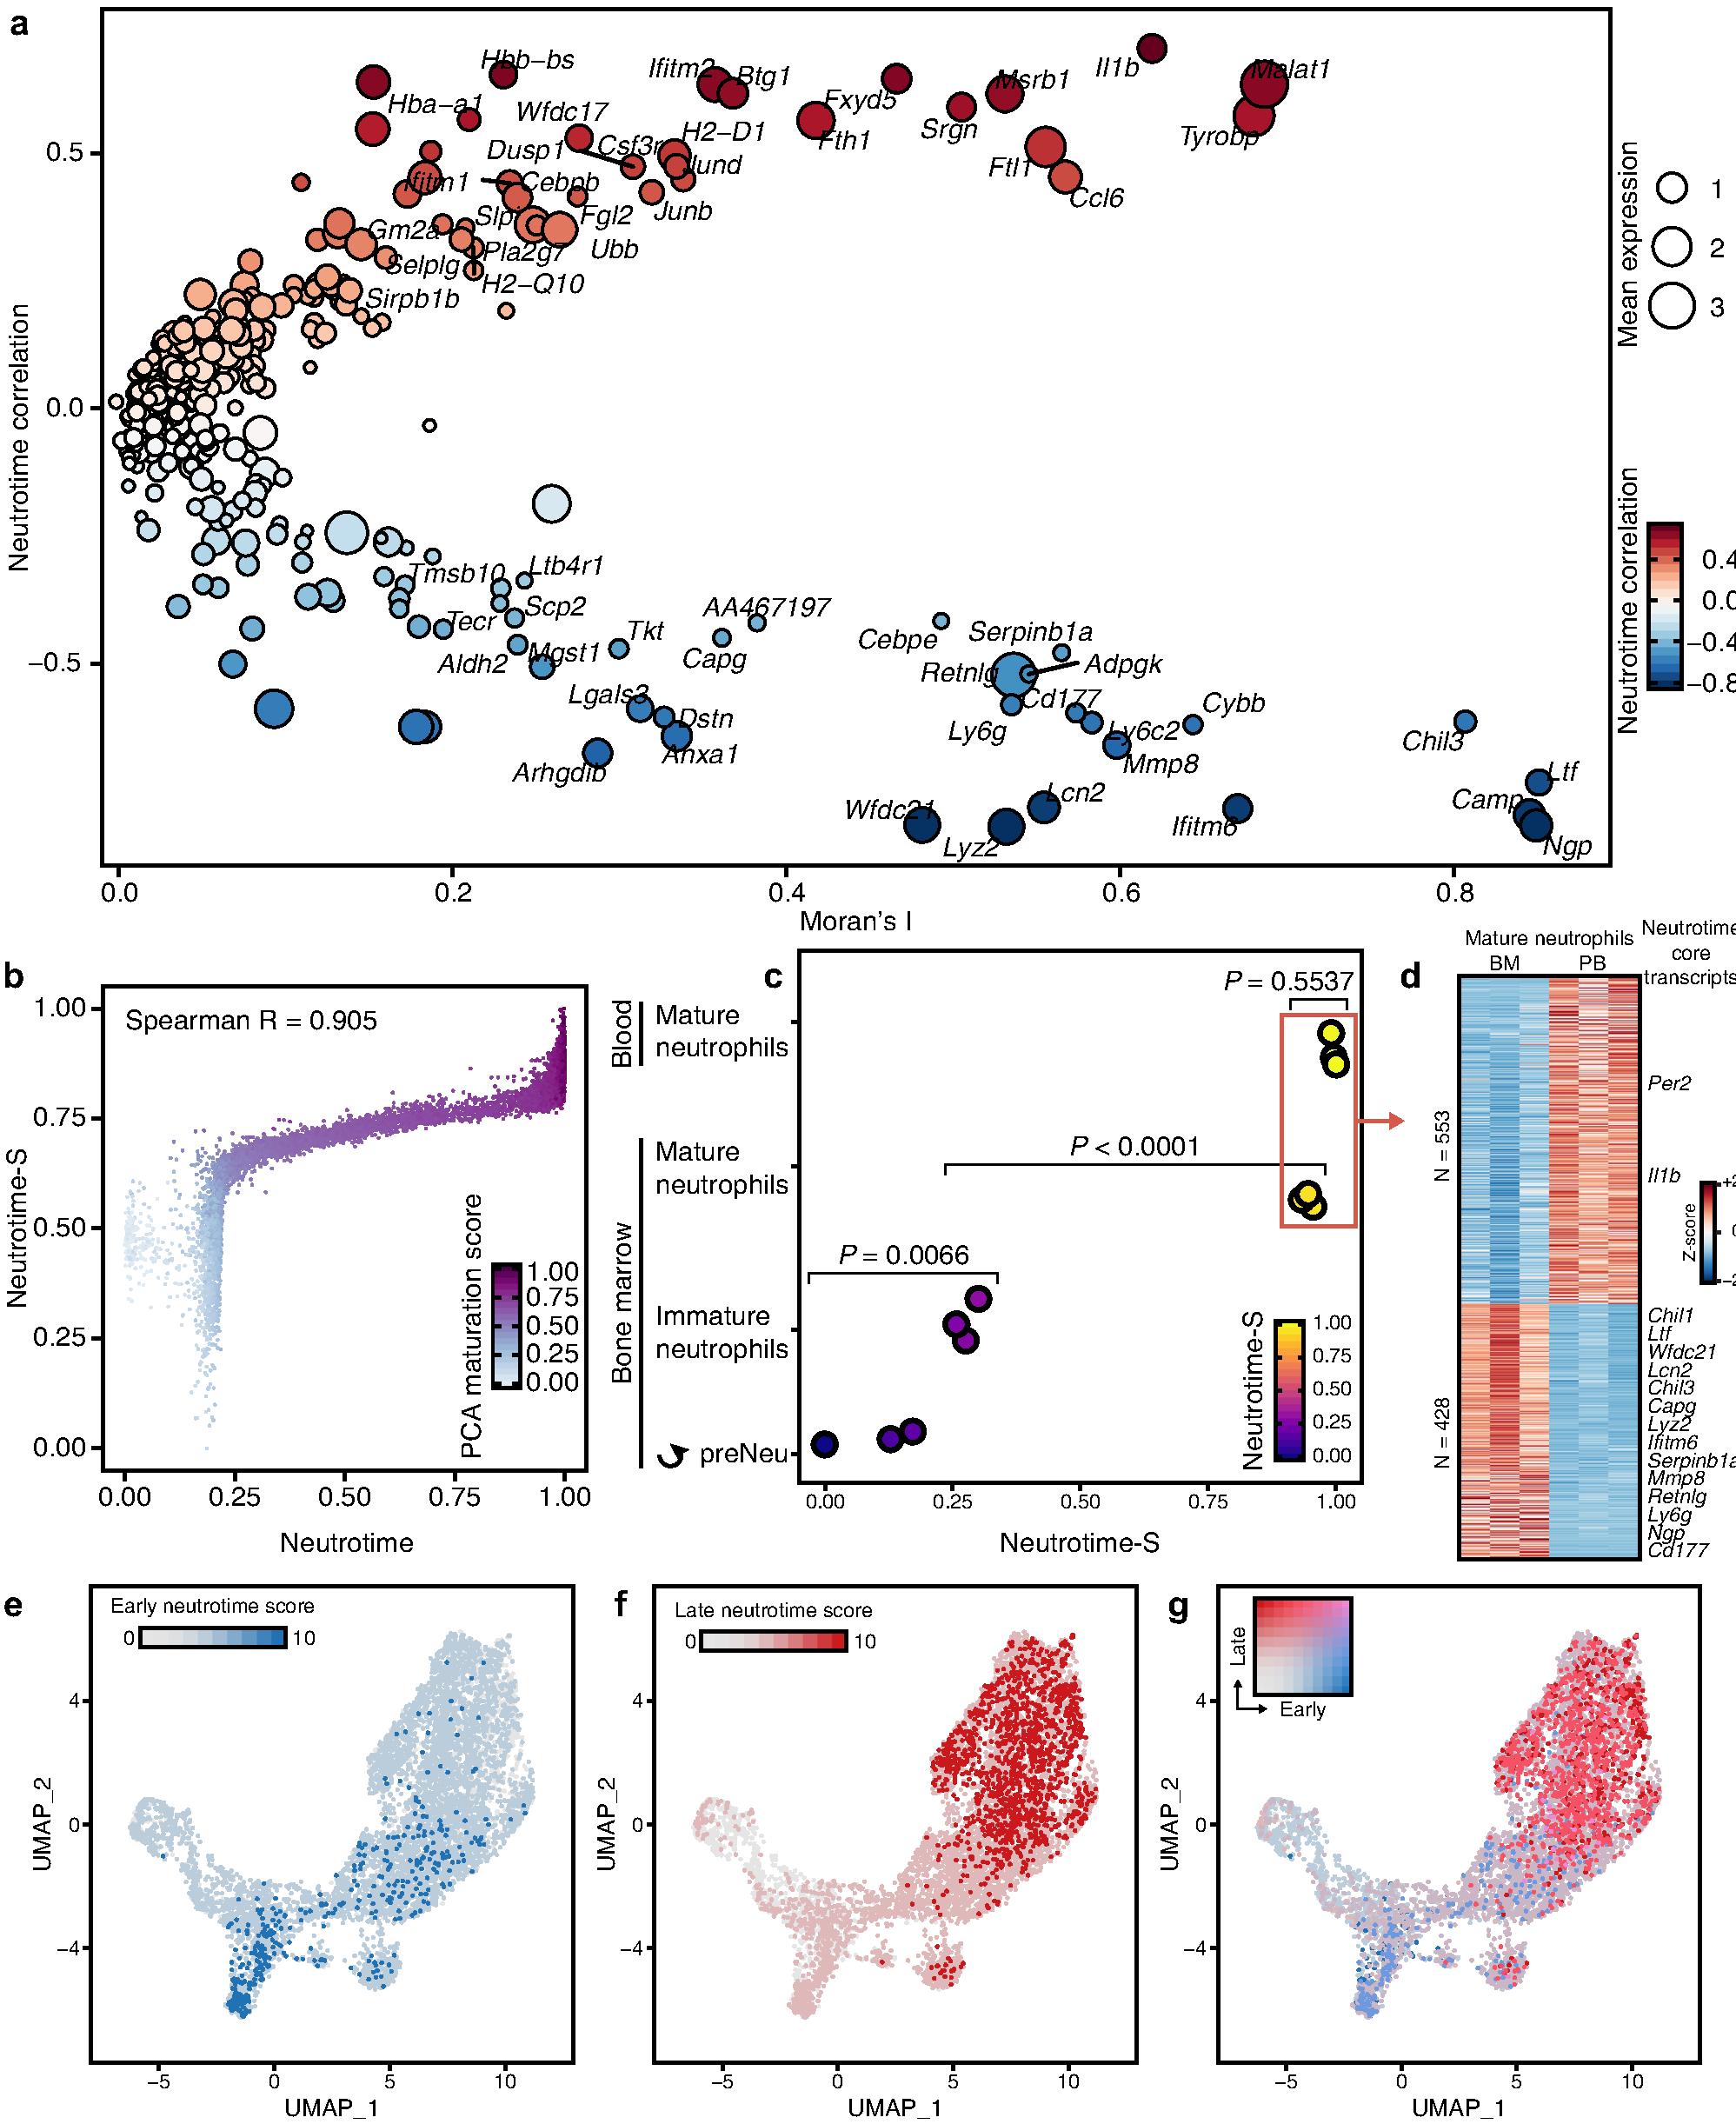 a
Hbb−bs
Hba−a1
Wfdc17
Ifitm2
Btg1
Il1b
Malat1
Msrb1
Fxyd5
Fth1
Srgn
Tyrobp
H2−D1
Dusp1
Csf3r
Jund
Ftl1
Ccl6
Ifitm1
Cebpb
Junb
Slpi
Fgl2
Gm2a
Pla2g7
Ubb
Selplg
H2−Q10
Sirpb1b
Tmsb10
Ltb4r1
Scp2
AA467197
Tecr
Tkt
Cebpe
Serpinb1a
Aldh2
Mgst1
Capg
Retnlg
Adpgk
Lgals3
Cd177
Cybb
Dstn
Ly6g
Ly6c2
Chil3
Anxa1
Mmp8
Arhgdib
Ltf
Lcn2
Camp
Wfdc21
Ifitm6
Lyz2
Ngp
0.5
0.0
−0.5
Neutrotime correlation
0.0
0.2
0.4
0.6
0.8
Moran's I
Mean expression
1
2
3
Neutrotime correlation
0.4
0.0
−0.4
−0.8
b
Spearman R = 0.905
1.00
0.75
0.50
0.25
0.00
Neutrotime-S
PCA maturation score
1.00
0.75
0.50
0.25
0.00
0.00
0.25
0.50
0.75
1.00
Neutrotime
c
Blood
Mature
neutrophils
Bone marrow
Mature
neutrophils
Immature
neutrophils
preNeu
P = 0.5537
P < 0.0001
P = 0.0066
Neutrotime-S
1.00
0.75
0.50
0.25
0.00
0.00
0.25
0.50
0.75
1.00
Neutrotime-S
d
Mature neutrophils
BM
PB
Neutrotime
core
transcripts
N = 553
N = 428
Per2
Il1b
Z-score
+2
0
−2
Chil1
Ltf
Wfdc21
Lcn2
Chil3
Capg
Lyz2
Ifitm6
Serpinb1a
Mmp8
Retnlg
Ly6g
Ngp
Cd177
e
Early neutrotime score
0
10
4
0
−4
UMAP_2
−5
0
5
10
UMAP_1
f
Late neutrotime score
0
10
4
0
−4
UMAP_2
−5
0
5
10
UMAP_1
g
Late
Early
4
0
−4
UMAP_2
−5
0
5
10
UMAP_1